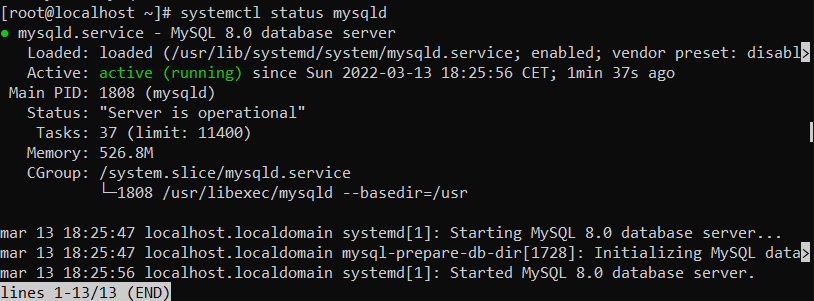 [root@localhost ~]# systemctl status mysqld
● mysqld.service - MySQL 8.0 database server
   Loaded: loaded (/usr/lib/systemd/system/mysqld.service; enabled; vendor preset: disabl>
   Active: active (running) since Sun 2022-03-13 18:25:56 CET; 1min 37s ago
 Main PID: 1808 (mysqld)
   Status: "Server is operational"
    Tasks: 37 (limit: 11400)
   Memory: 526.8M
   CGroup: /system.slice/mysqld.service
           └─1808 /usr/libexec/mysqld --basedir=/usr

mar 13 18:25:47 localhost.localdomain systemd[1]: Starting MySQL 8.0 database server...
mar 13 18:25:47 localhost.localdomain mysql-prepare-db-dir[1728]: Initializing MySQL data>
mar 13 18:25:56 localhost.localdomain systemd[1]: Started MySQL 8.0 database server.
lines 1-13/13 (END)